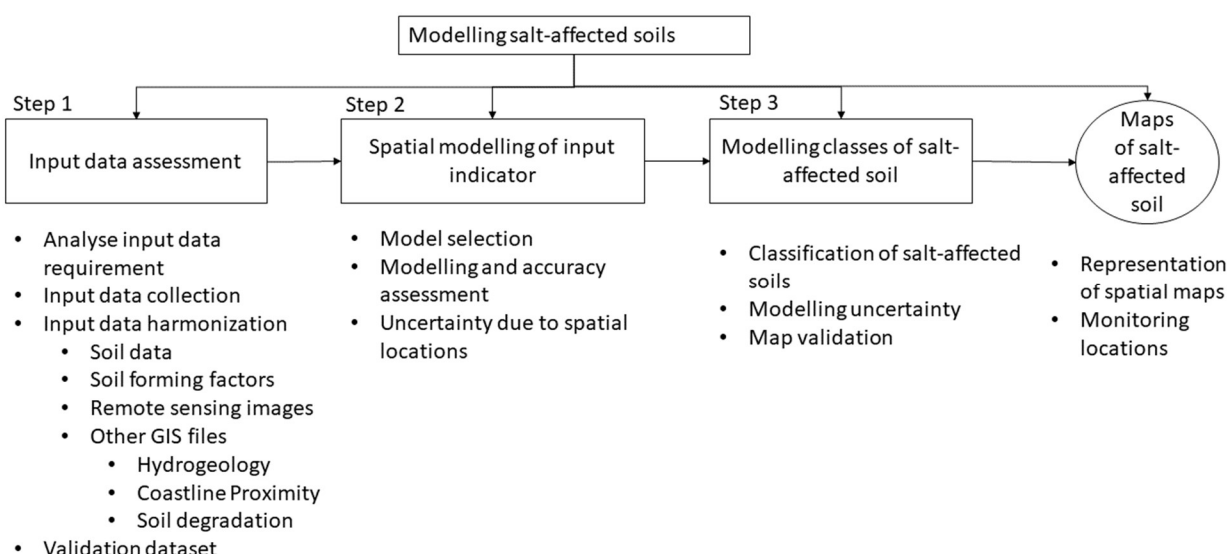 Modelling salt-affected soils
Step 1
Input data assessment
• Analyse input data
requirement
• Input data collection
• Input data harmonization
• Soil data
• Soil forming factors
• Remote sensing images
• Other GIS files
• Hydrogeology
• Coastline Proximity
• Soil degradation
• Validation dataset
Step 2
Spatial modelling of input
indicator
• Model selection
• Modelling and accuracy
assessment
• Uncertainty due to spatial
locations
Step 3
Modelling classes of salt-
affected soil
• Classification of salt-affected
soils
• Modelling uncertainty
• Map validation
Maps
of salt-
affected
soil
• Representation
of spatial maps
• Monitoring
locations